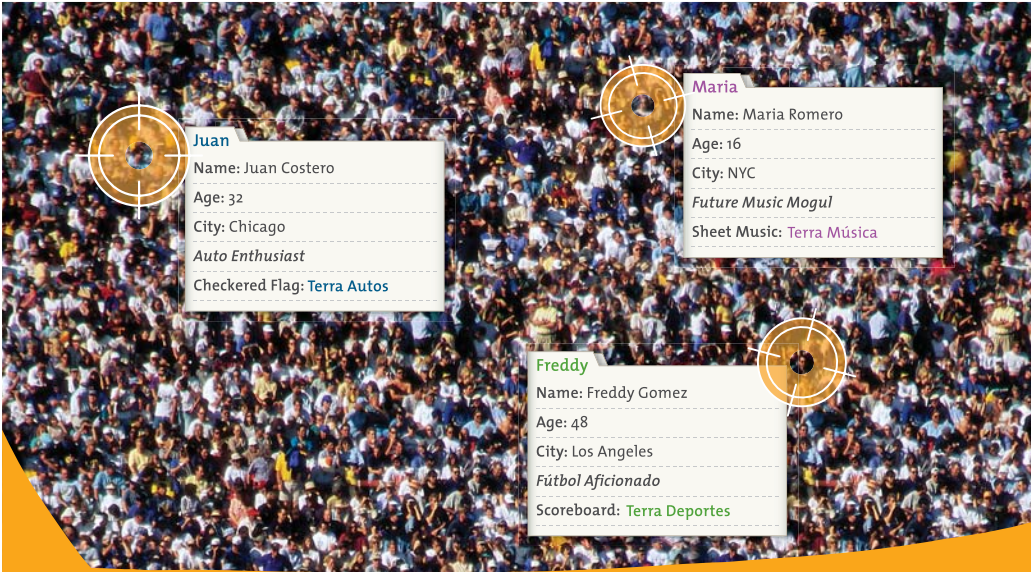 Juan
Name: Juan Costero
Age: 32
City: Chicago
Auto Enthusiast
Checkered Flag: Terra Autos
Maria
Name: Maria Romero
Age: 16
City: NYC
Future Music Mogul
Sheet Music: Terra Música
Freddy
Name: Freddy Gomez
Age: 48
City: Los Angeles
Fútbol Aficionado
Scoreboard: Terra Deportes